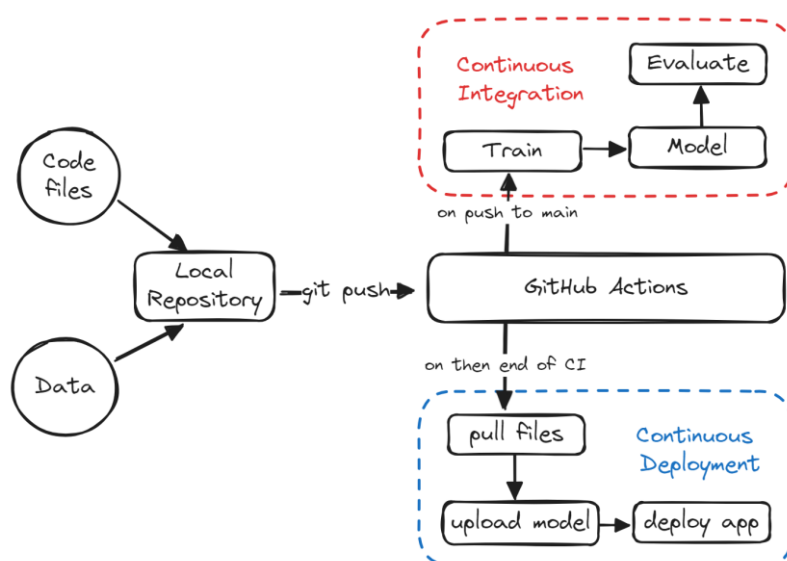 Continuous
Integration
Evaluate
Train
Model
Code
files
on push to main
Local
Repository
git push
GitHub Actions
on then end of CI
Data
pull files
Continuous
Deployment
upload model
deploy app